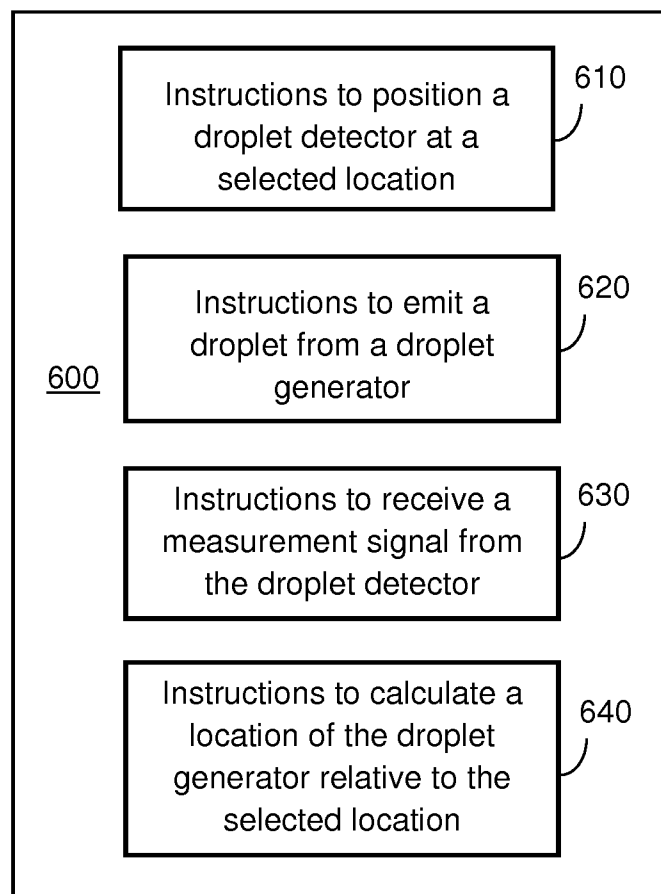 Instructions to position a
droplet detector at a
selected location
610
Instructions to emit a
droplet from a droplet
generator
620
600
Instructions to receive a
measurement signal from
the droplet detector
630
Instructions to calculate a
location of the droplet
generator relative to the
selected location
640